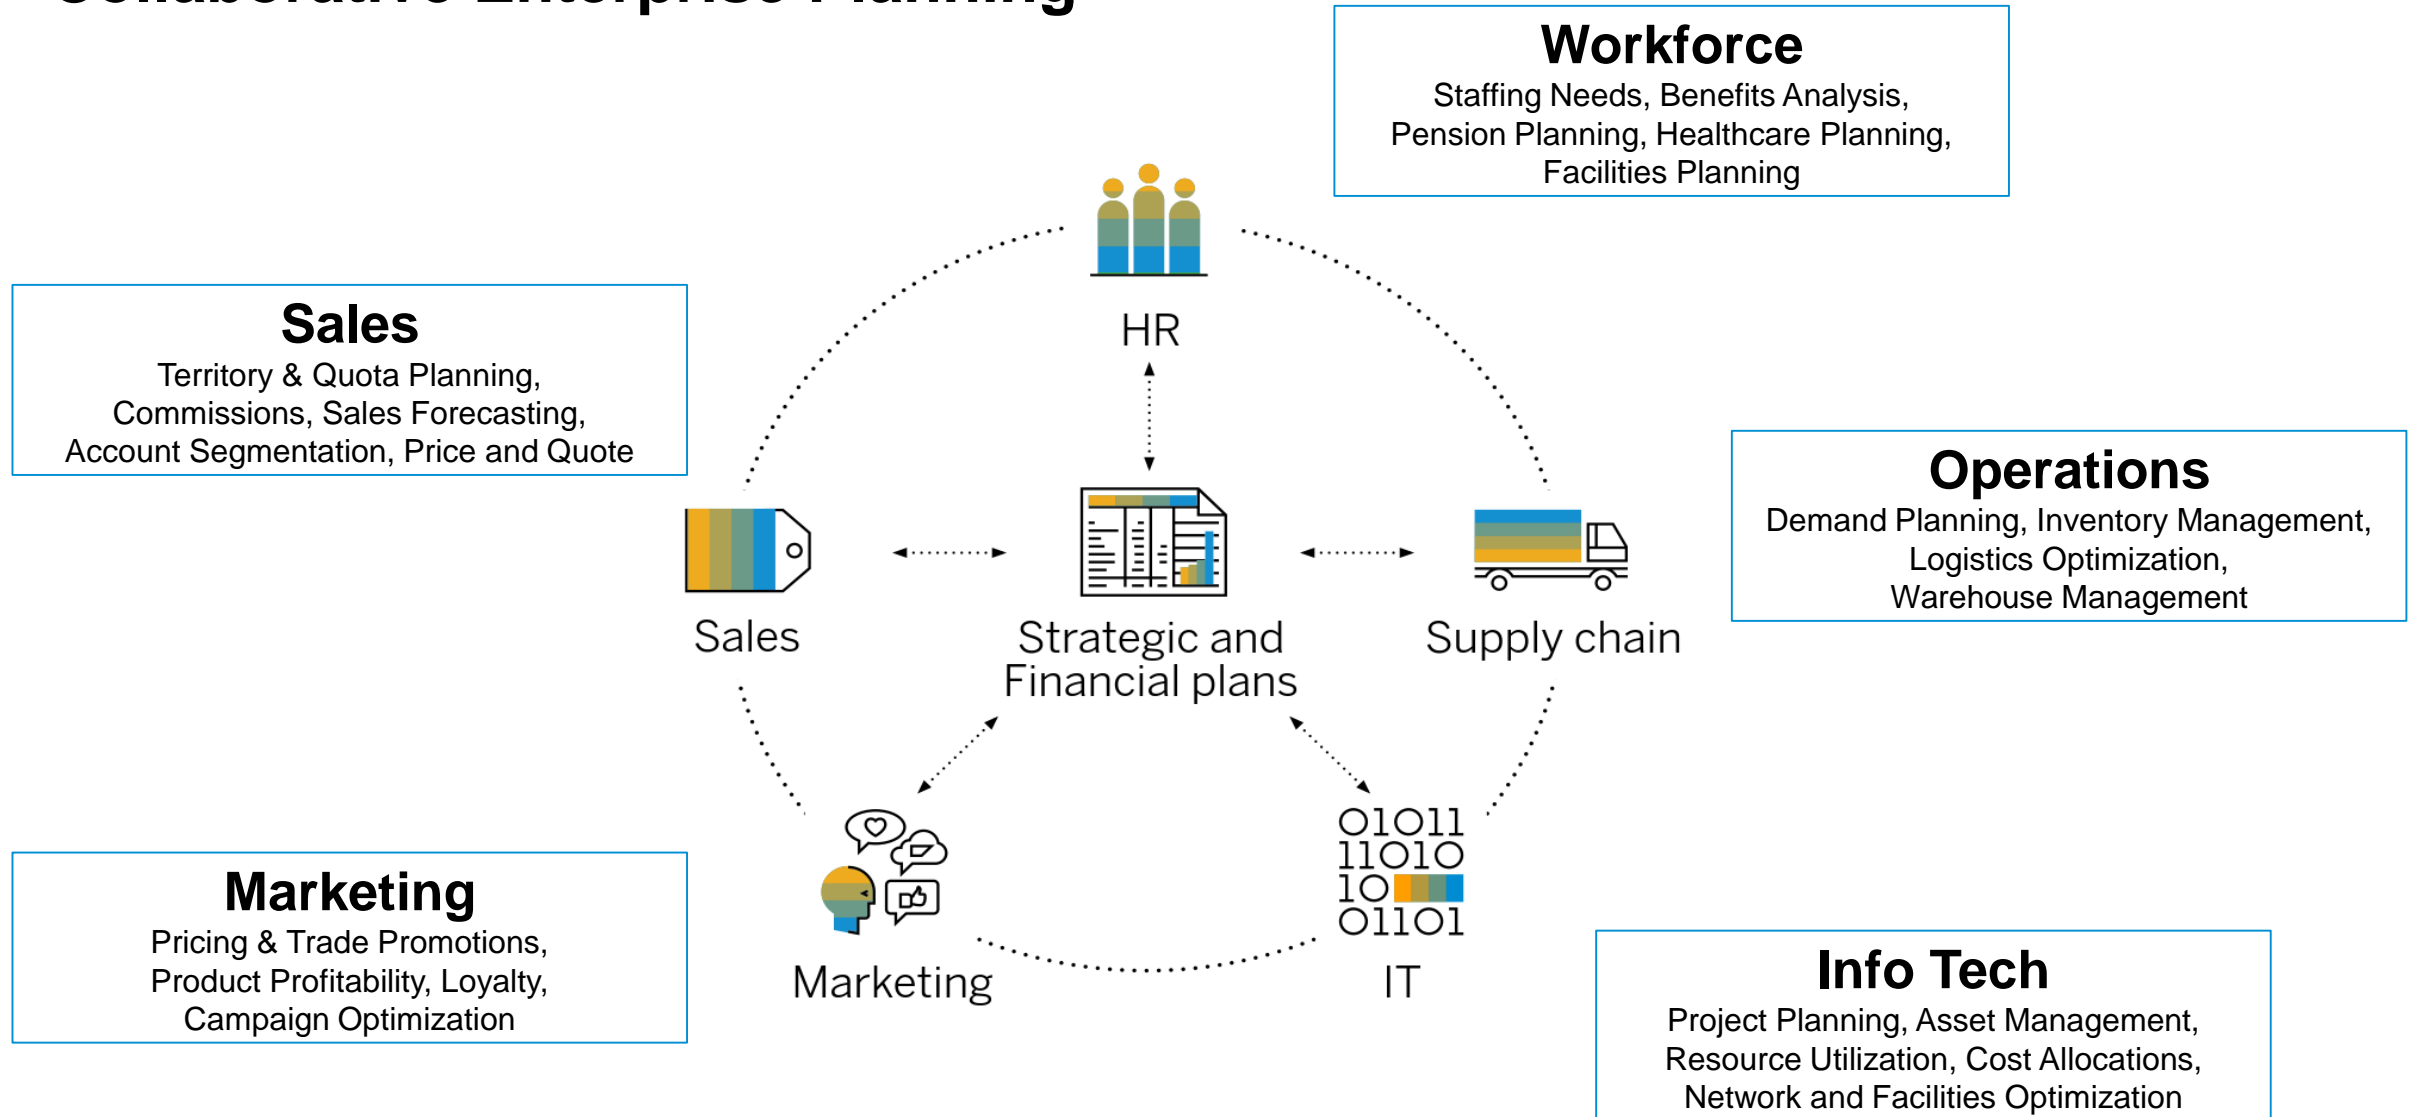 Collaborative Enterprise Planning
Workforce
Staffing Needs, Benefits Analysis,
Pension Planning, Healthcare Planning,
Facilities Planning
HR
Sales
Territory & Quota Planning,
Commissions, Sales Forecasting,
Account Segmentation, Price and Quote
Operations
Demand Planning, Inventory Management,
Logistics Optimization,
Warehouse Management
Sales
Strategic and
Financial plans
Supply chain
Marketing
Pricing & Trade Promotions,
Product Profitability, Loyalty,
Campaign Optimization
Marketing
01011
11010
10
01101
IT
Info Tech
Project Planning, Asset Management,
Resource Utilization, Cost Allocations,
Network and Facilities Optimization